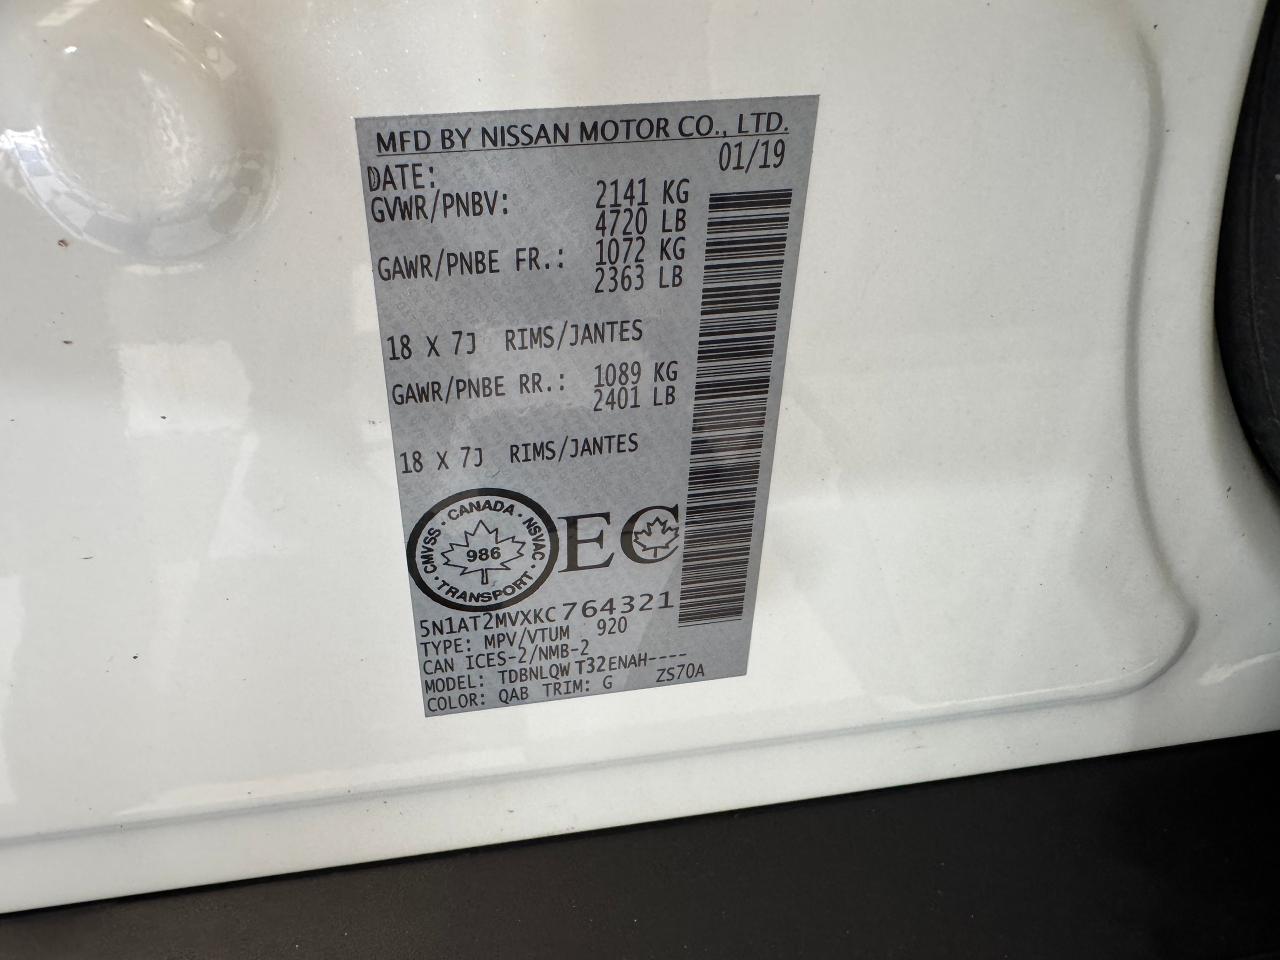 MFD BY NISSAN MOTOR CO., LTD.
DATE: 01/19
GVWR/PNBV: 2141 KG
4720 LB
GAWR/PNBE FR.: 1072 KG
2363 LB
18 X 7J RIMS/JANTES
GAWR/PNBE RR.: 1089 KG
2401 LB
18 X 7J RIMS/JANTES
CMVSS · CANADA · NSVAC · TRANSPORT ·
986
EC
5N1AT2MVXKC764321
TYPE: MPV/VTUM 920
CAN ICES-2/NMB-2
MODEL: TDBNLQW T32ENAH----
COLOR: QAB TRIM: G ZS70A